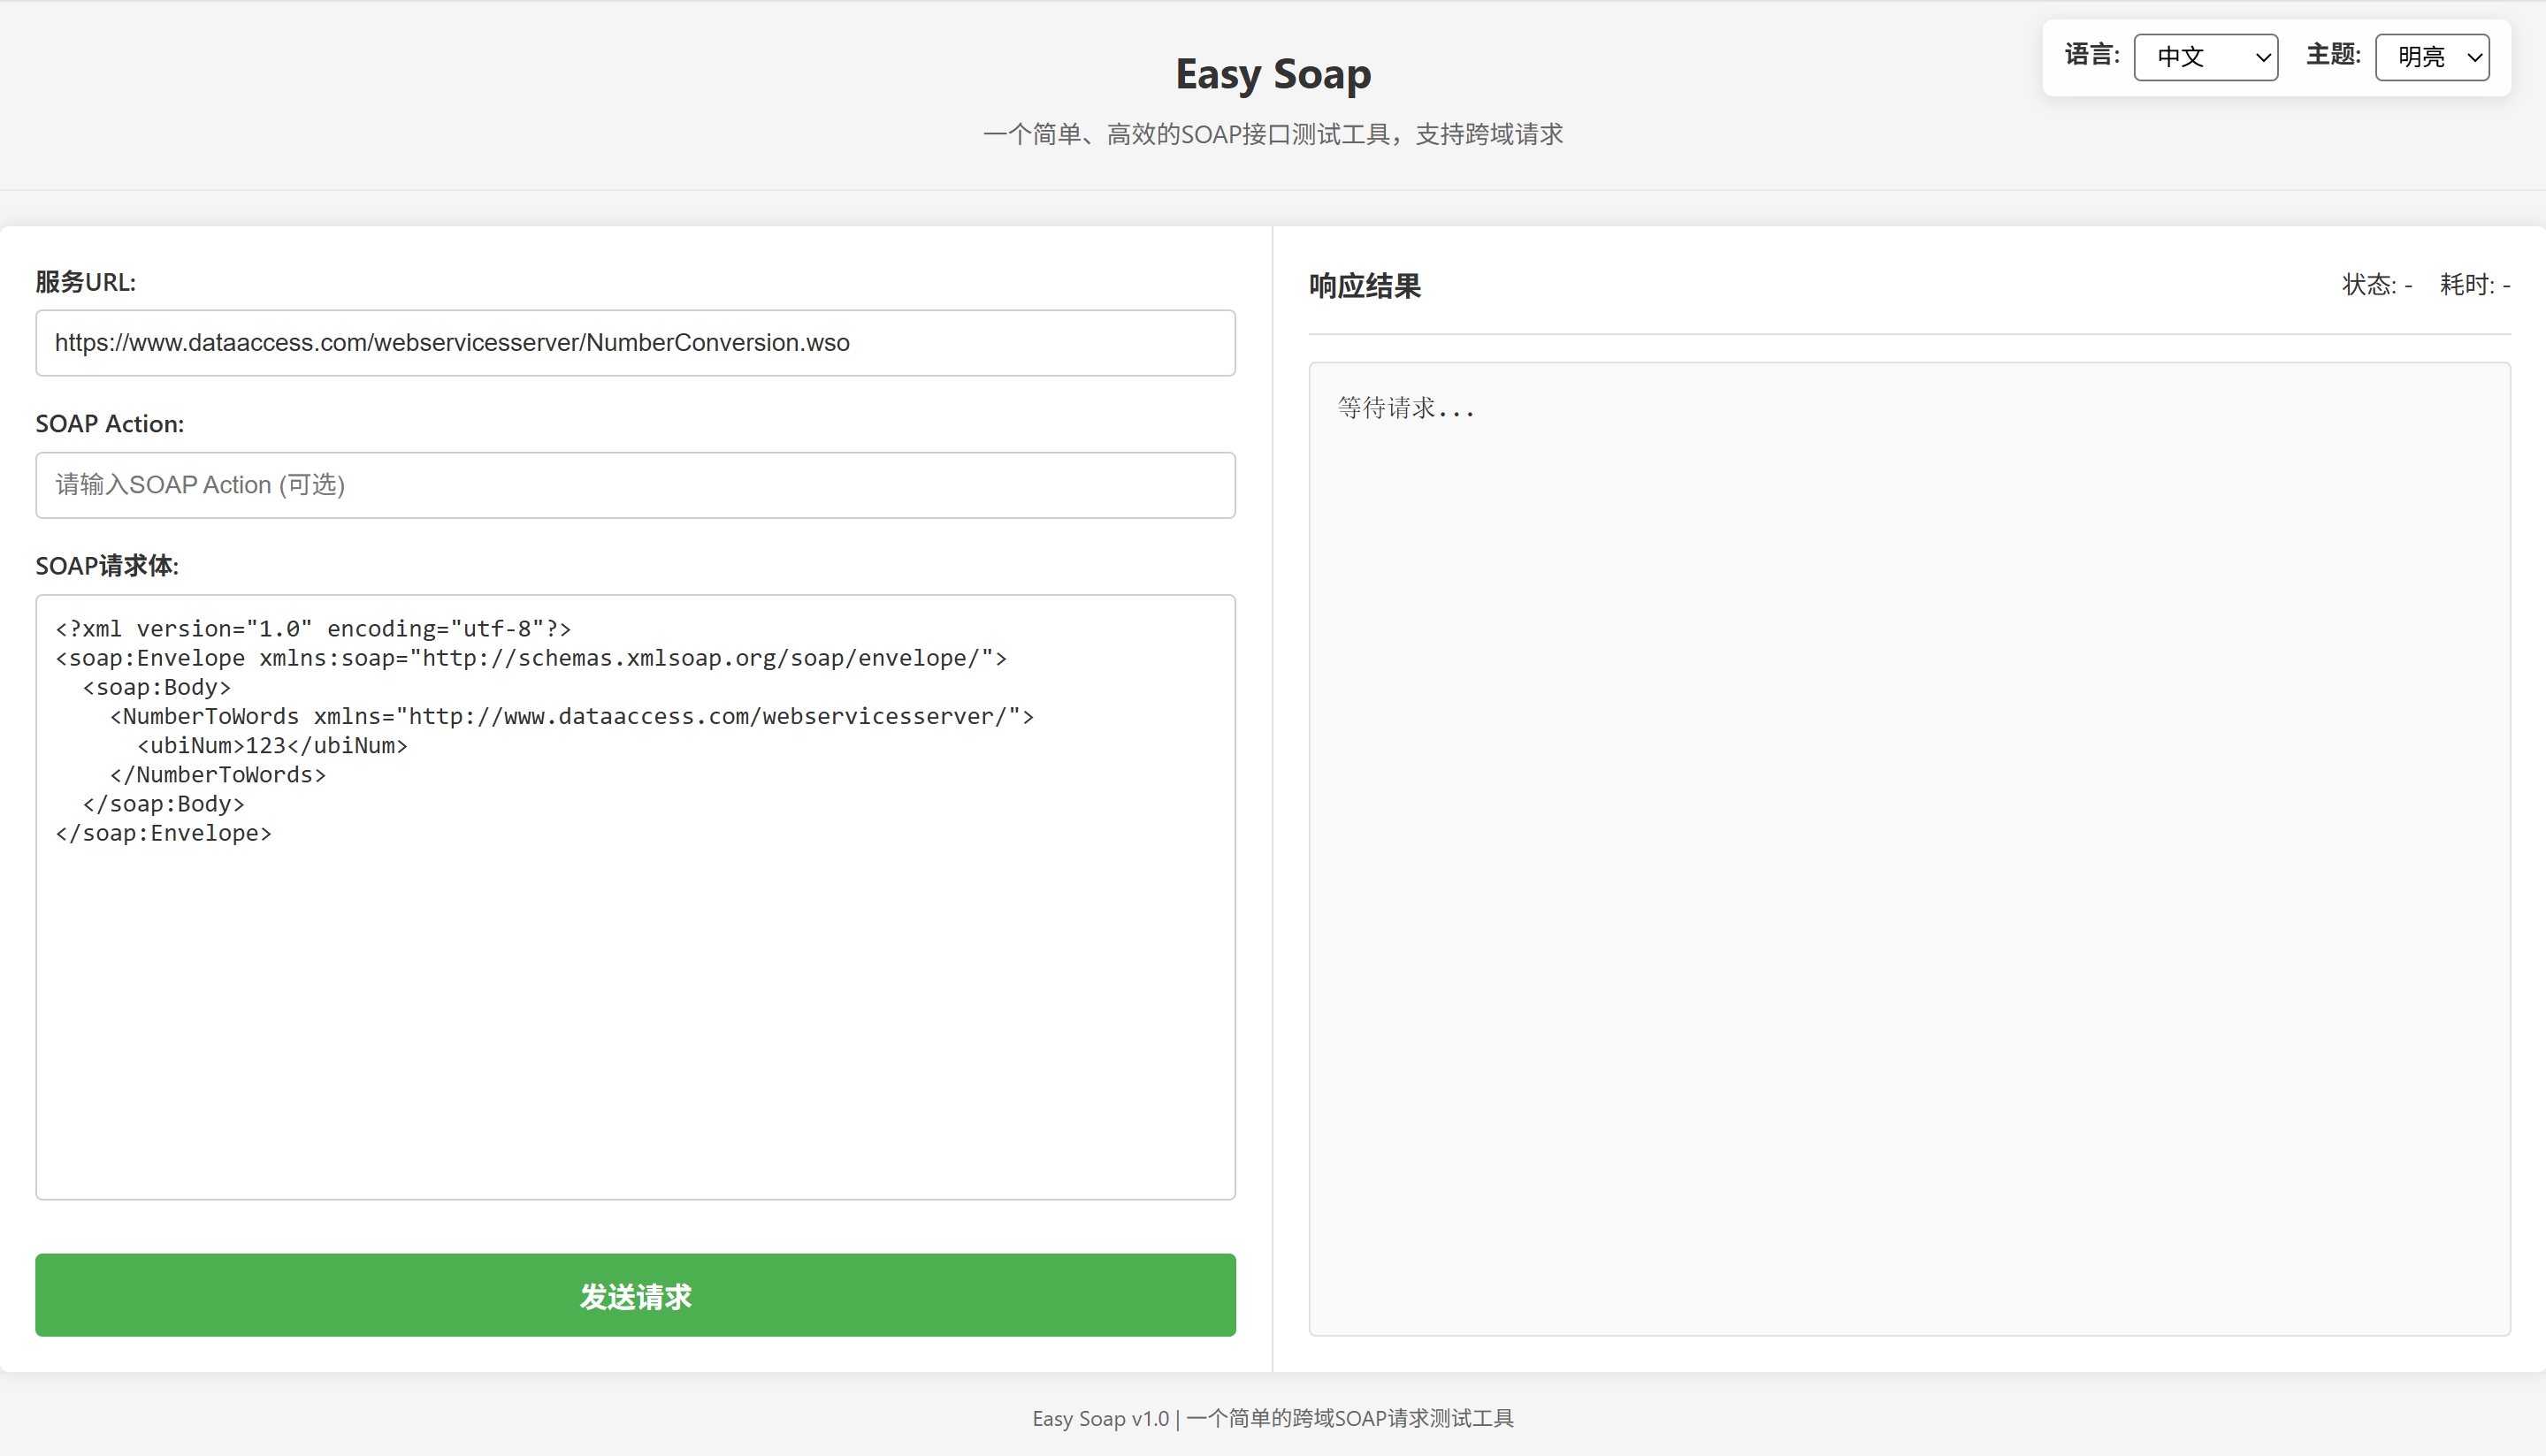 Easy Soap
一个简单、高效的SOAP接口测试工具，支持跨域请求
语言: 中文 主题: 明亮
服务URL:
https://www.dataaccess.com/webservicesserver/NumberConversion.wso
SOAP Action:
请输入SOAP Action (可选)
SOAP请求体:
<?xml version="1.0" encoding="utf-8"?>
<soap:Envelope xmlns:soap="http://schemas.xmlsoap.org/soap/envelope/">
  <soap:Body>
    <NumberToWords xmlns="http://www.dataaccess.com/webservicesserver/">
      <ubiNum>123</ubiNum>
    </NumberToWords>
  </soap:Body>
</soap:Envelope>
发送请求
响应结果
状态: - 耗时: -
等待请求...
Easy Soap v1.0 | 一个简单的跨域SOAP请求测试工具